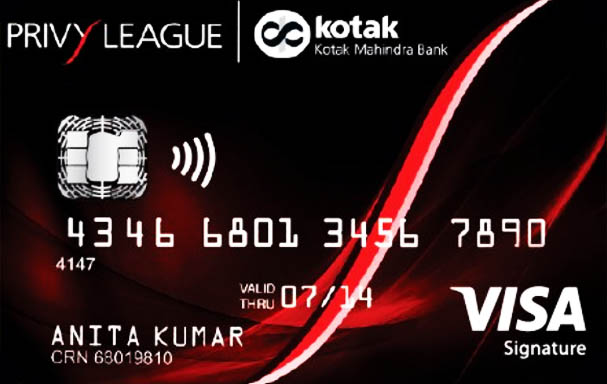 PRIVY LEAGUE
kotak
Kotak Mahindra Bank
4346 6801 3456 7890
4147
VALID
THRU 07/14
ANITA KUMAR
CRN 68019810
VISA
Signature